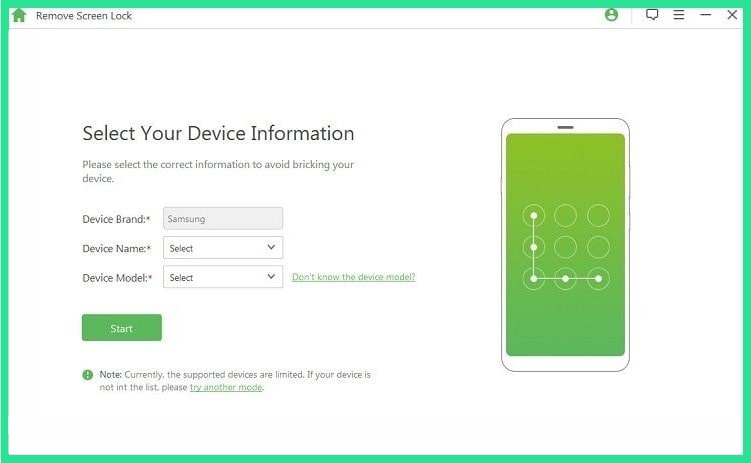 Remove Screen Lock
Select Your Device Information
Please select the correct information to avoid bricking your
device.
Device Brand:* Samsung
Device Name:* Select
Device Model:* Select Don't know the device model?
Start
Note: Currently, the supported devices are limited. If your device is
not int the list, please try another mode.